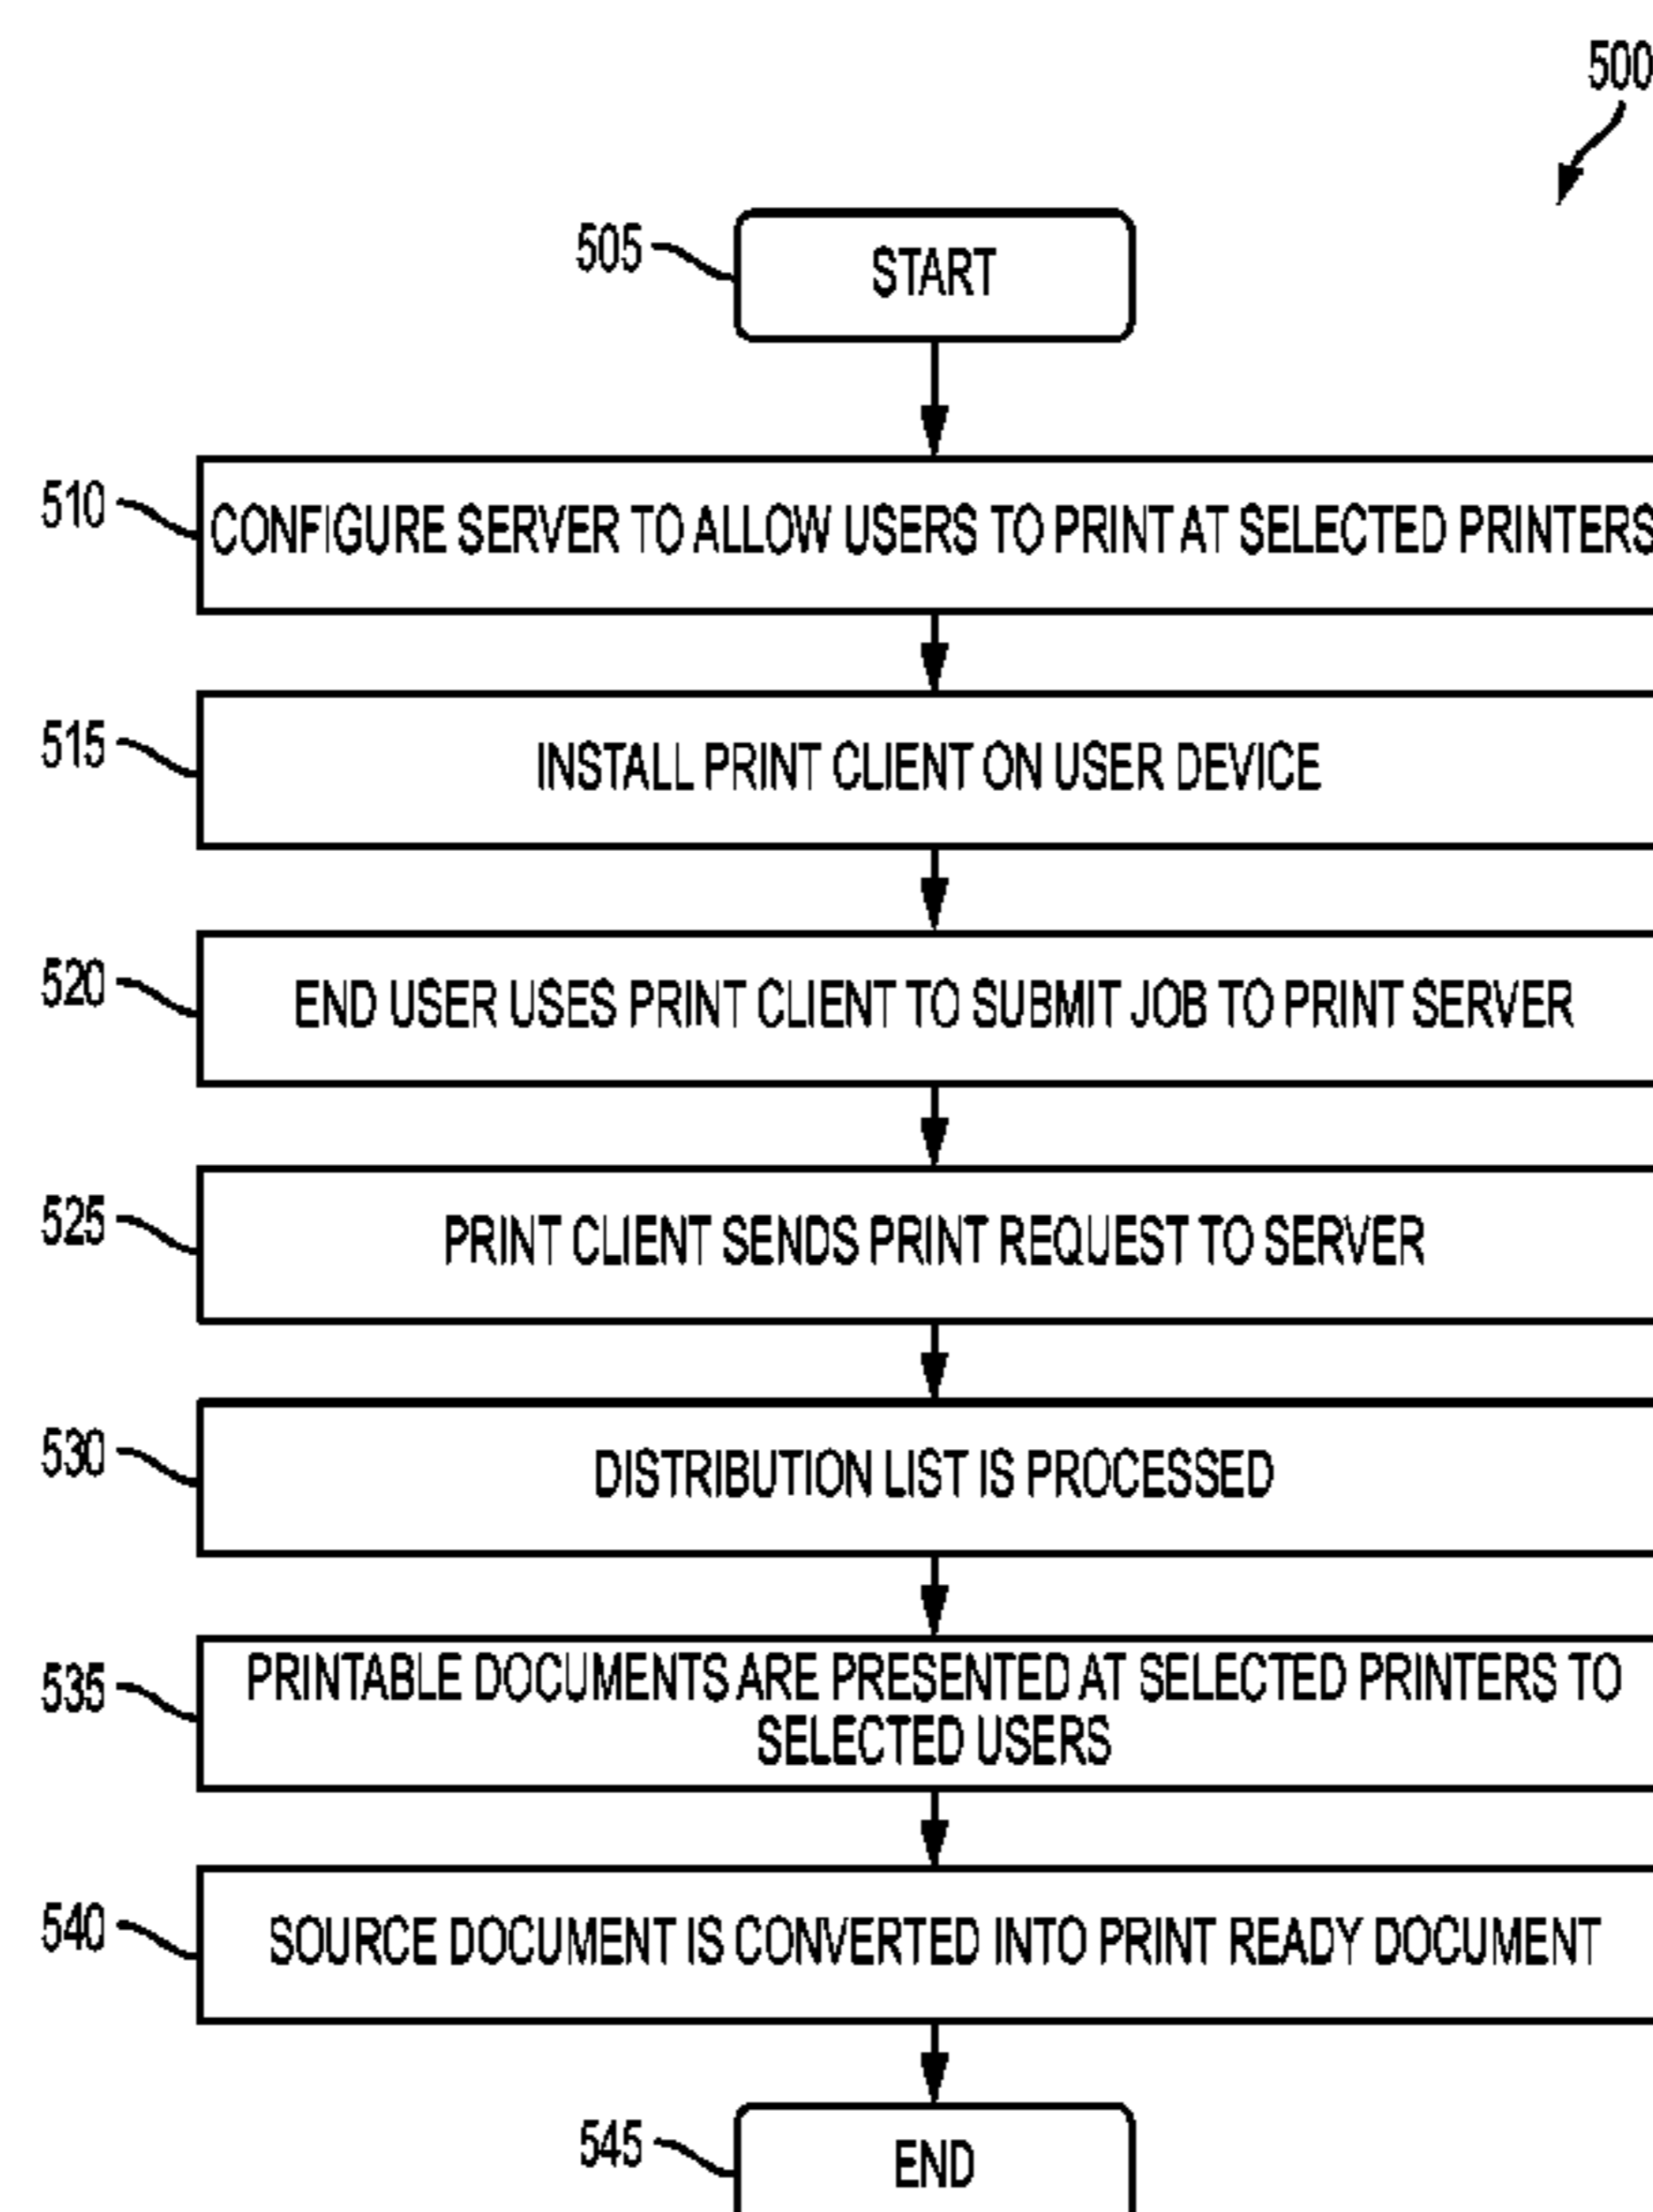 500
505
START
510
CONFIGURE SERVER TO ALLOW USERS TO PRINT AT SELECTED PRINTERS
515
INSTALL PRINT CLIENT ON USER DEVICE
520
END USER USES PRINT CLIENT TO SUBMIT JOB TO PRINT SERVER
525
PRINT CLIENT SENDS PRINT REQUEST TO SERVER
530
DISTRIBUTION LIST IS PROCESSED
535
PRINTABLE DOCUMENTS ARE PRESENTED AT SELECTED PRINTERS TO
SELECTED USERS
540
SOURCE DOCUMENT IS CONVERTED INTO PRINT READY DOCUMENT
545
END